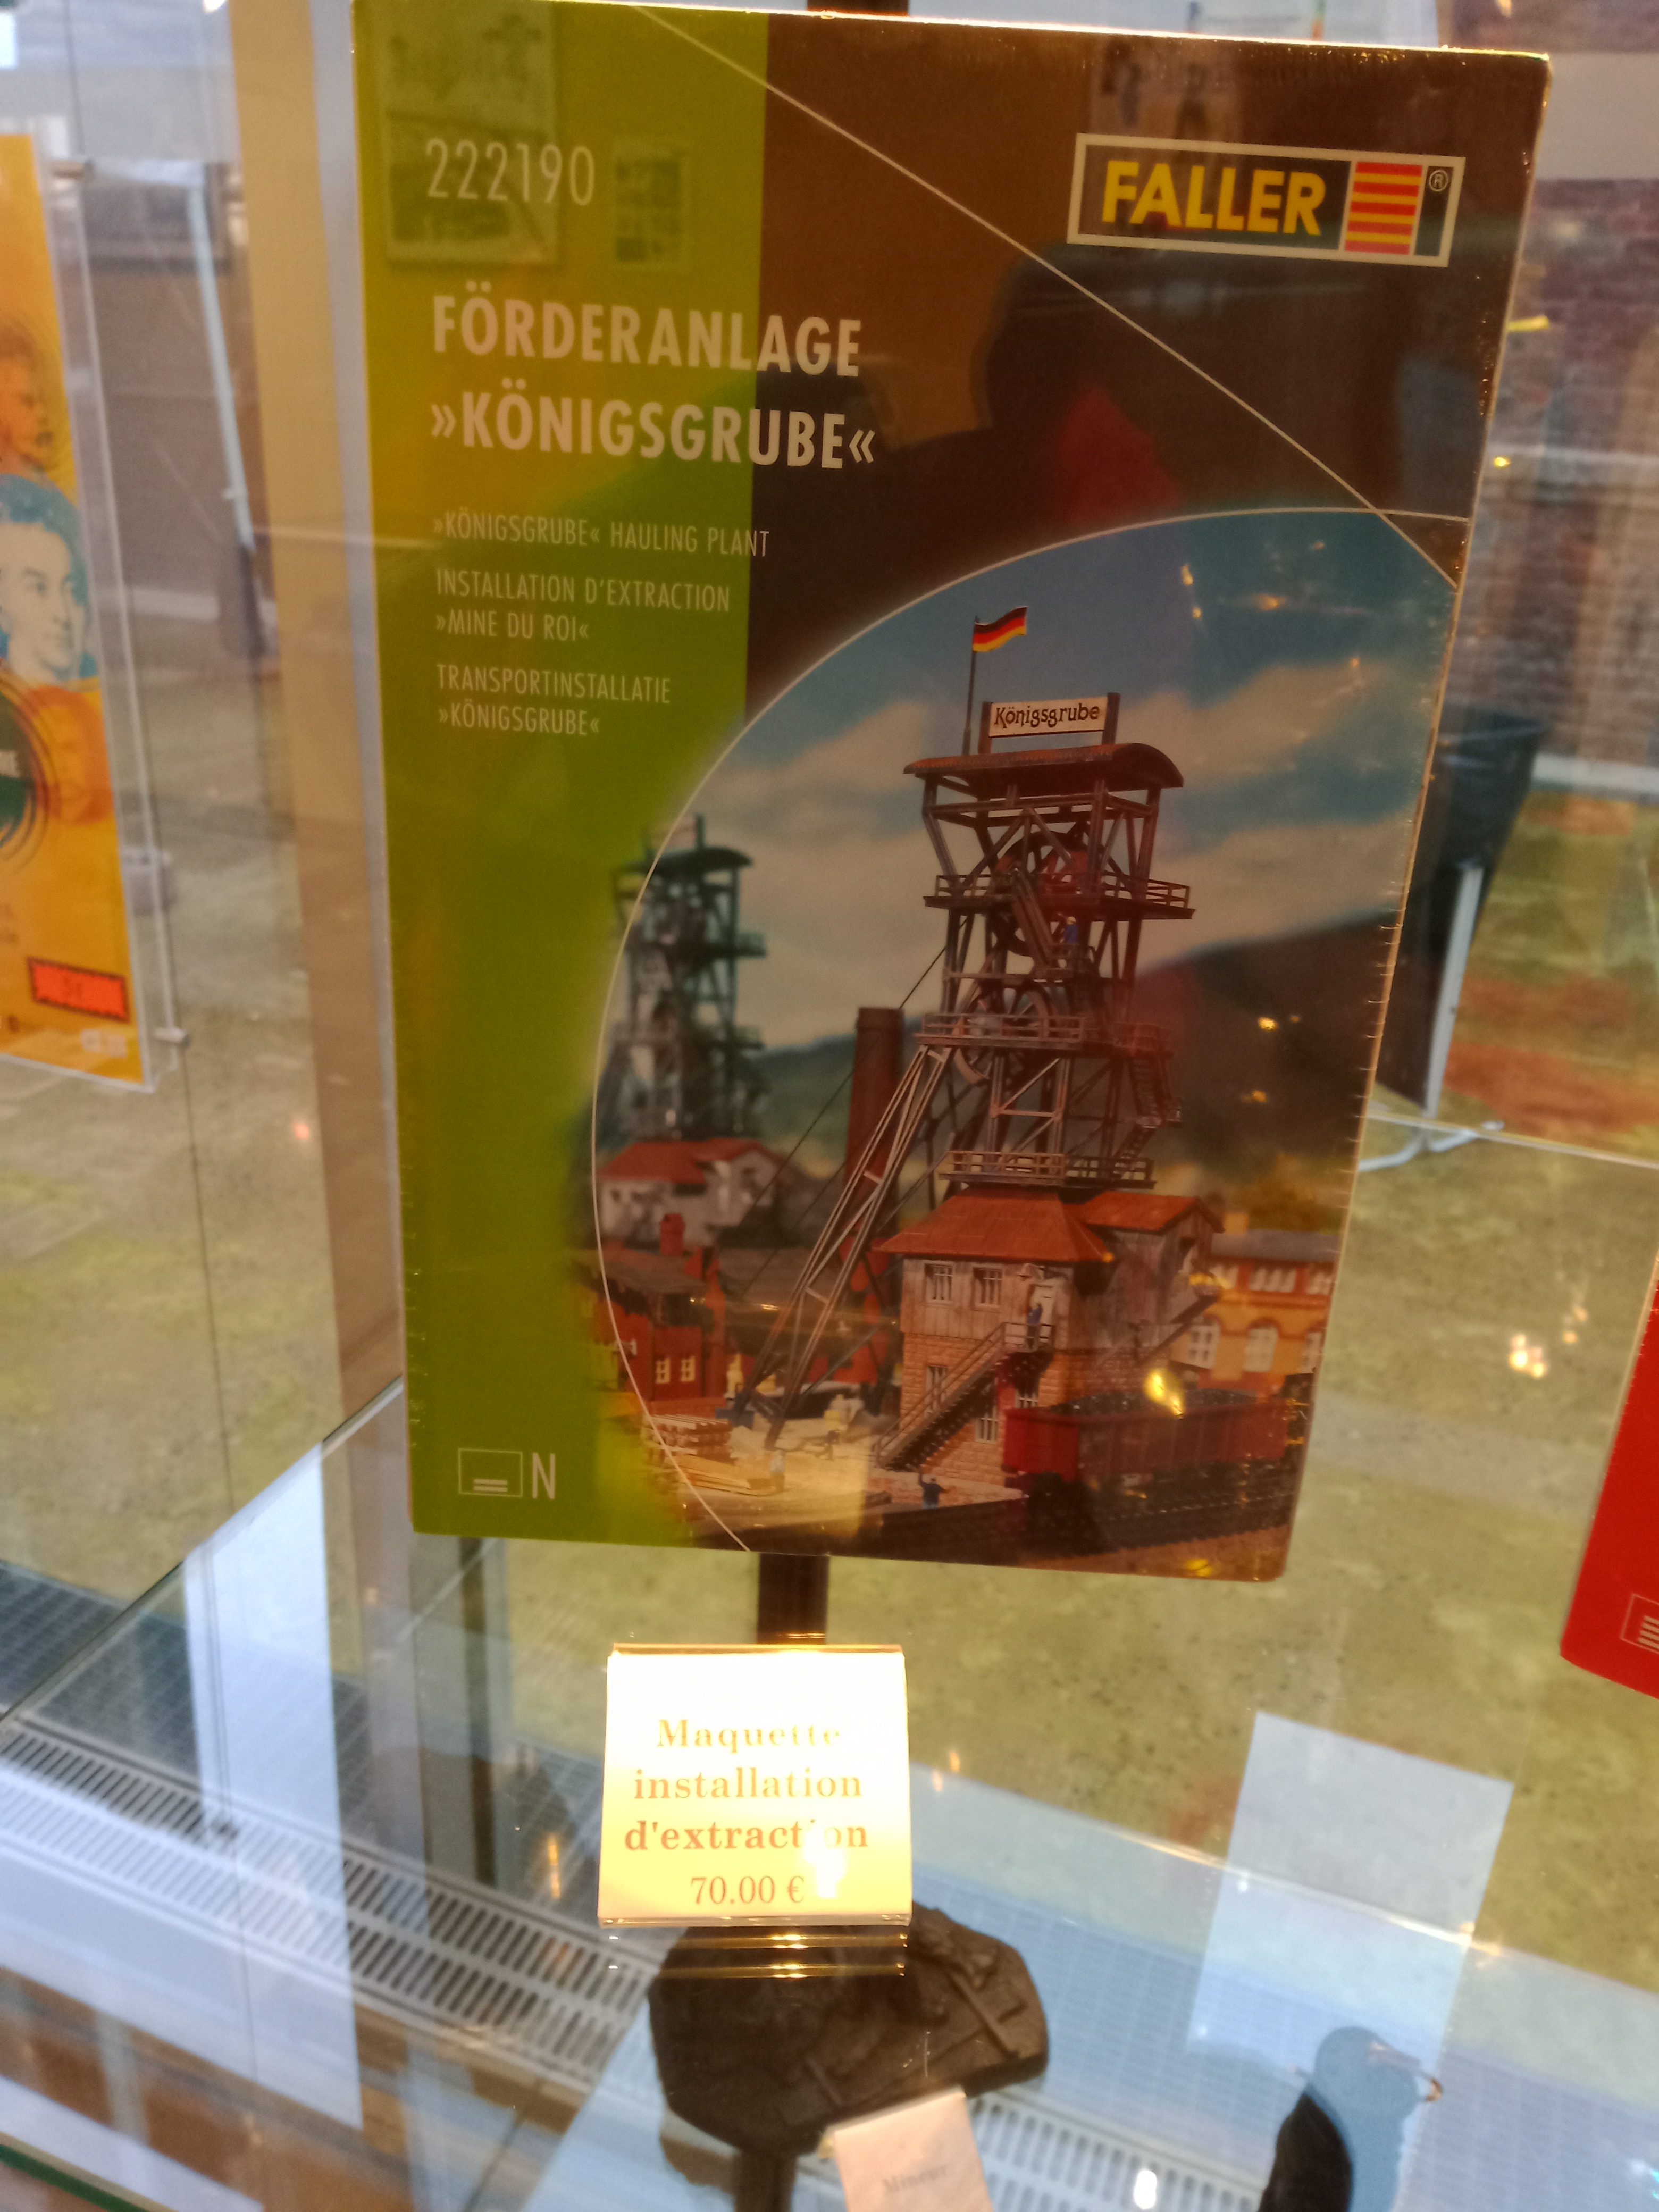 222190
FALLER
®
FÖRDERANLAGE
»KÖNIGSGRUBE«
»KÖNIGSGRUBE« HAULING PLANT
INSTALLATION D'EXTRACTION
»MINE DU ROI«
TRANSPORTINSTALLATIE
»KÖNIGSGRUBE«
Königsgrube
N
Maquette
installation
d'extraction
70.00 €
Mineur